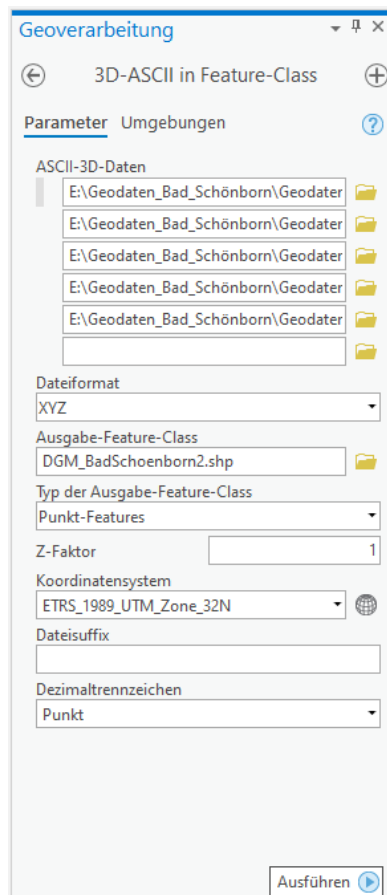 Geoverarbeitung
3D-ASCII in Feature-Class
Parameter Umgebungen
ASCII-3D-Daten
E:\Geodaten_Bad_Schönborn\Geodater
E:\Geodaten_Bad_Schönborn\Geodater
E:\Geodaten_Bad_Schönborn\Geodater
E:\Geodaten_Bad_Schönborn\Geodater
E:\Geodaten_Bad_Schönborn\Geodater
Dateiformat
XYZ
Ausgabe-Feature-Class
DGM_BadSchoenborn2.shp
Typ der Ausgabe-Feature-Class
Punkt-Features
Z-Faktor 1
Koordinatensystem
ETRS_1989_UTM_Zone_32N
Dateisuffix
Dezimaltrennzeichen
Punkt
Ausführen